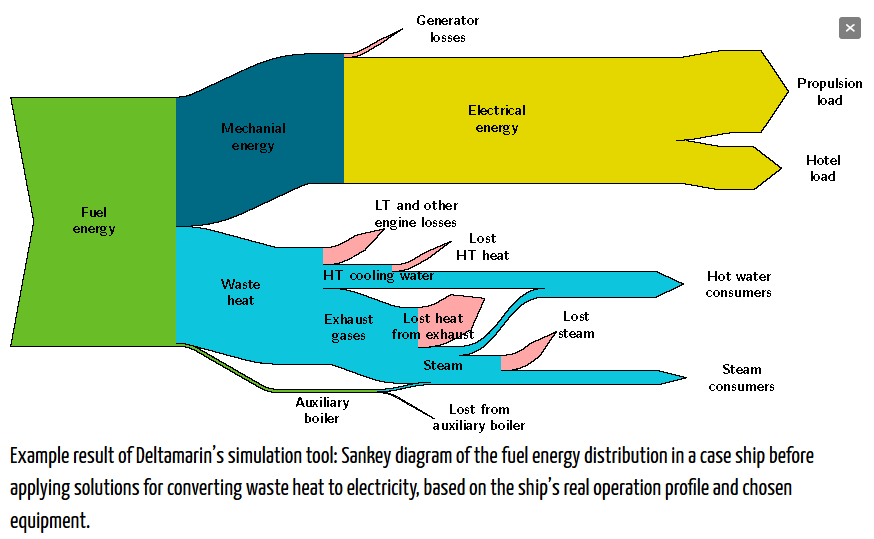 Generator
losses
Propulsion
load
Electrical
energy
Mechanial
energy
Hotel
load
Fuel
energy
LT and other
engine losses
Lost
HT heat
HT cooling water
Waste
heat
Hot water
consumers
Exhaust
gases
Lost heat
from exhaust
Lost
steam
Steam
Steam
consumers
Auxiliary
boiler
Lost from
auxiliary boiler
Example result of Deltamarin’s simulation tool: Sankey diagram of the fuel energy distribution in a case ship before
applying solutions for converting waste heat to electricity, based on the ship’s real operation profile and chosen
equipment.